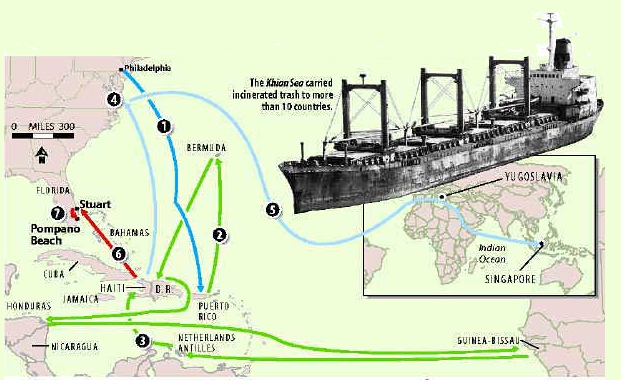 Philadelphia
The Khian Sea carried
incinerated trash to more
than 10 countries.
4
1
0 MILES 300
BERMUDA
YUGOSLAVIA
FLORIDA
Stuart
7
Pompano
Beach
BAHAMAS
2
5
6
Indian
Ocean
SINGAPORE
CUBA
HAITI
D.R.
JAMAICA
HONDURAS
PUERTO
RICO
3
NETHERLANDS
ANTILLES
GUINEA-BISSAU
NICARAGUA